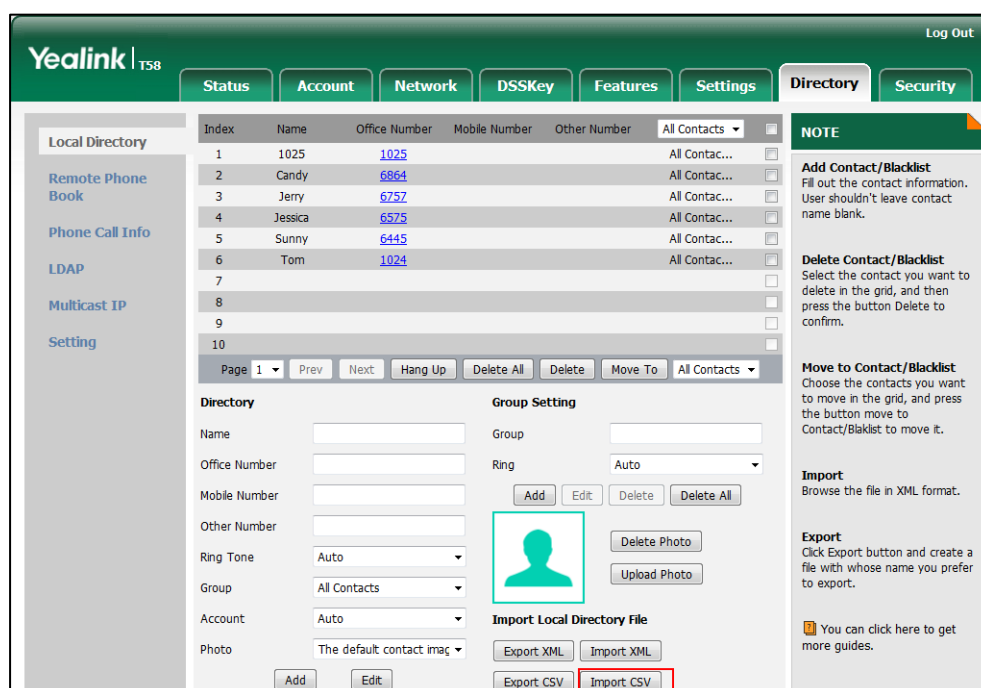 Log Out
Yealink | T58
Status Account Network DSSKey Features Settings Directory Security
Local Directory
Remote Phone
Book
Phone Call Info
LDAP
Multicast IP
Setting
Index Name Office Number Mobile Number Other Number All Contacts
1 1025 1025 All Contac...
2 Candy 6864 All Contac...
3 Jerry 6757 All Contac...
4 Jessica 6575 All Contac...
5 Sunny 6445 All Contac...
6 Tom 1024 All Contac...
7
8
9
10
Page 1 Prev Next Hang Up Delete All Delete Move To All Contacts
Directory
Name
Office Number
Mobile Number
Other Number
Ring Tone Auto
Group All Contacts
Account Auto
Photo The default contact imag
Add Edit
Group Setting
Group
Ring Auto
Add Edit Delete Delete All
Delete Photo
Upload Photo
Import Local Directory File
Export XML Import XML
Export CSV Import CSV
NOTE
Add Contact/Blacklist
Fill out the contact information.
User shouldn't leave contact
name blank.
Delete Contact/Blacklist
Select the contact you want to
delete in the grid, and then
press the button Delete to
confirm.
Move to Contact/Blacklist
Choose the contacts you want
to move in the grid, and press
the button move to
Contact/Blaklist to move it.
Import
Browse the file in XML format.
Export
Click Export button and create a
file with whose name you prefer
to export.
? You can click here to get
more guides.